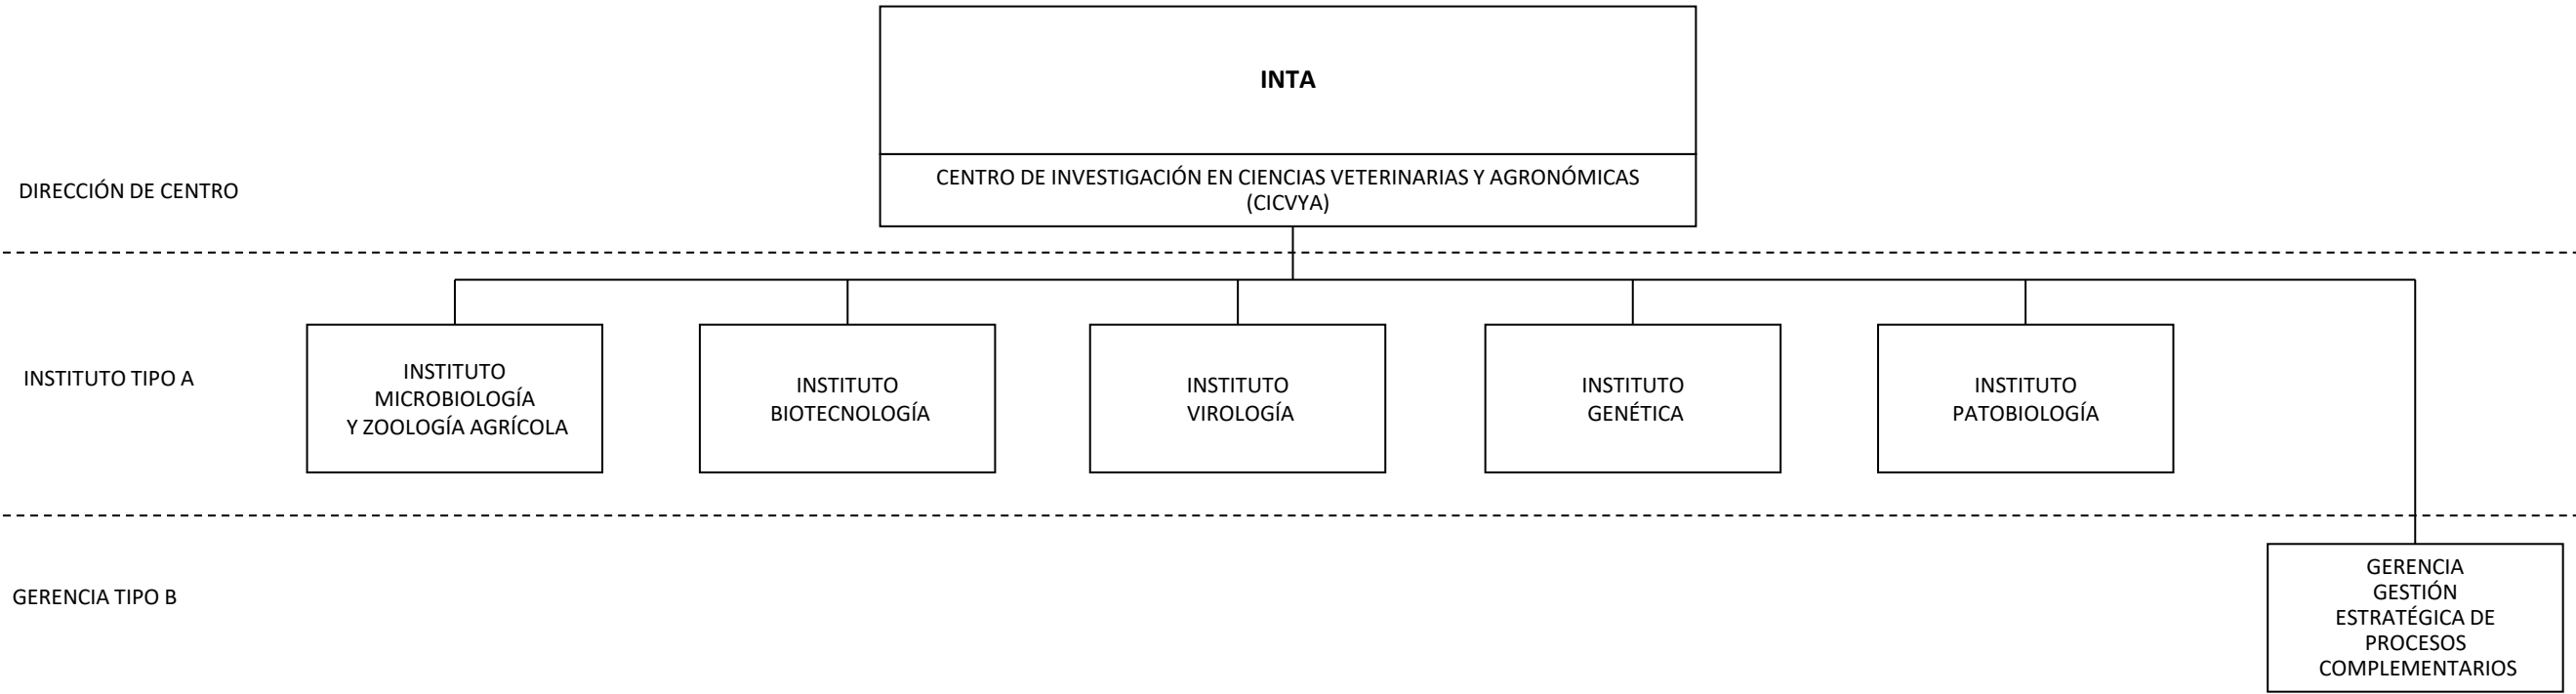 INTA
DIRECCIÓN DE CENTRO
CENTRO DE INVESTIGACIÓN EN CIENCIAS VETERINARIAS Y AGRONÓMICAS
(CICVYA)
INSTITUTO TIPO A
INSTITUTO
MICROBIOLOGÍA
Y ZOOLOGÍA AGRÍCOLA
INSTITUTO
BIOTECNOLOGÍA
INSTITUTO
VIROLOGÍA
INSTITUTO
GENÉTICA
INSTITUTO
PATOBIOLOGÍA
GERENCIA TIPO B
GERENCIA
GESTIÓN
ESTRATÉGICA DE
PROCESOS
COMPLEMENTARIOS